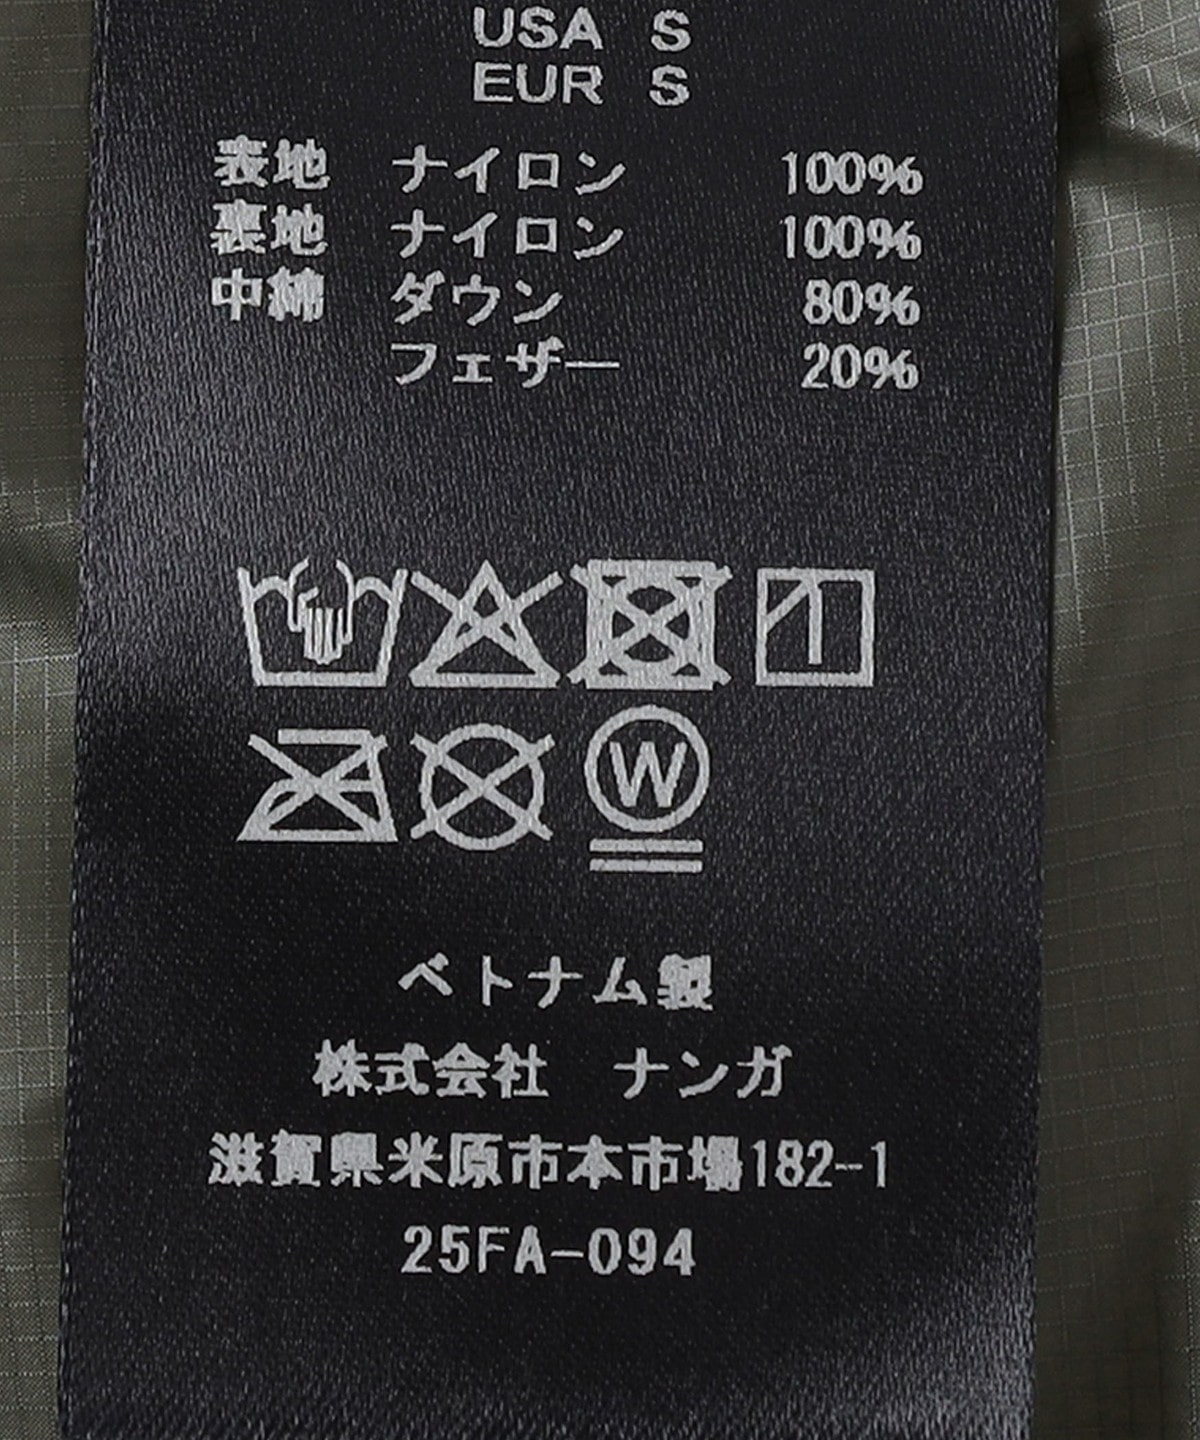 USA S
EUR S
表地 ナイロン 100%
裏地 ナイロン 100%
中綿 ダウン 80%
フェザー 20%
W
ベトナム製
株式会社 ナンガ
滋賀県米原市本市場182-1
25FA-094